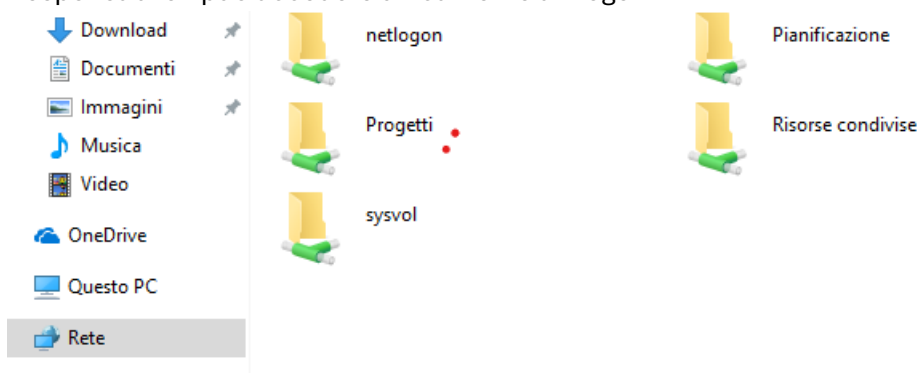 Download
Documenti
Immagini
Musica
Video
OneDrive
Questo PC
Rete
netlogon
Pianificazione
Progetti
Risorse condivise
sysvol